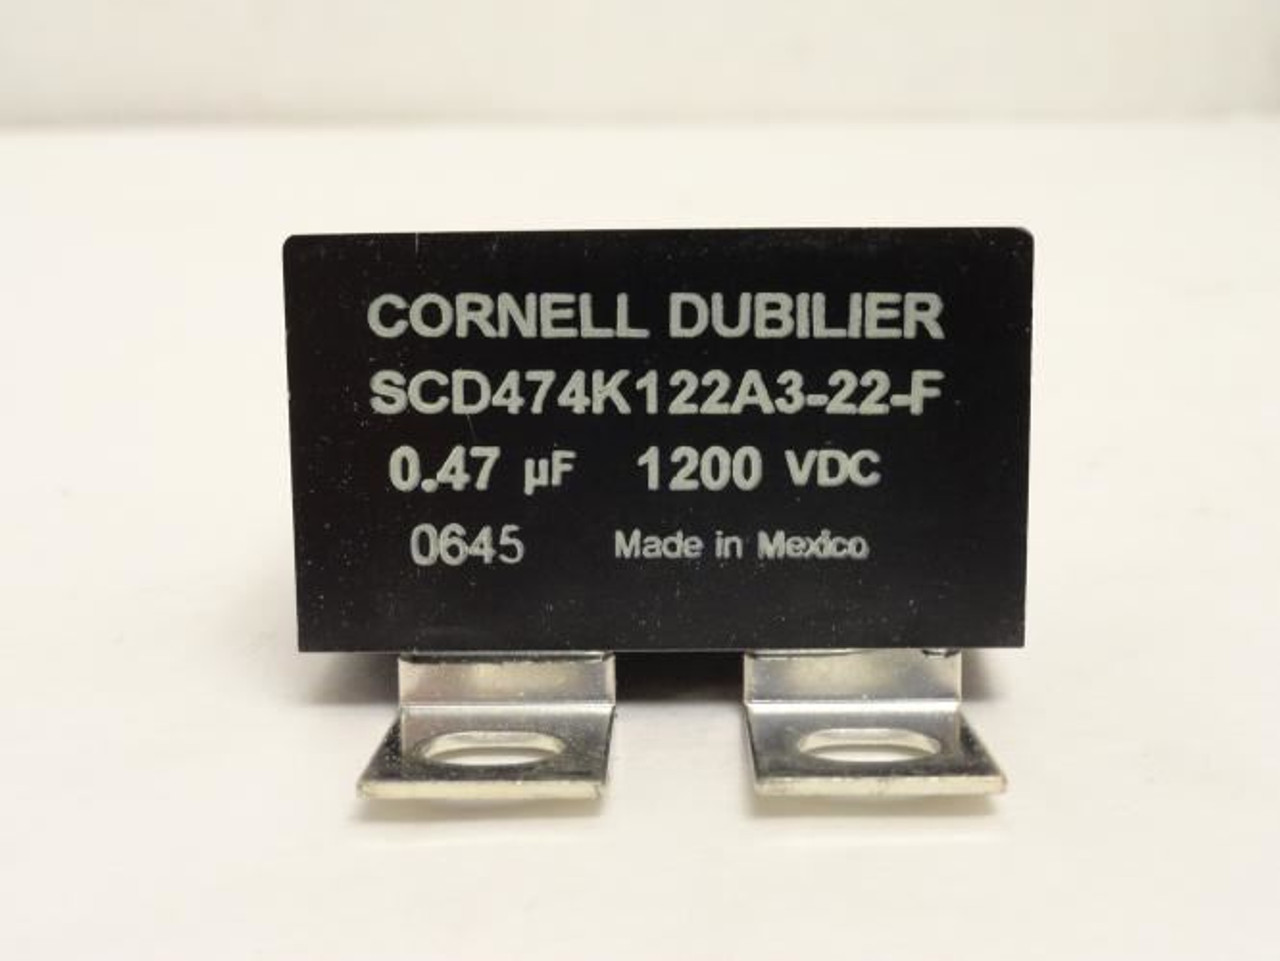 CORNELL DUBILIER
SCD474K122A3-22-F
0.47 µF 1200 VDC
0645 Made in Mexico